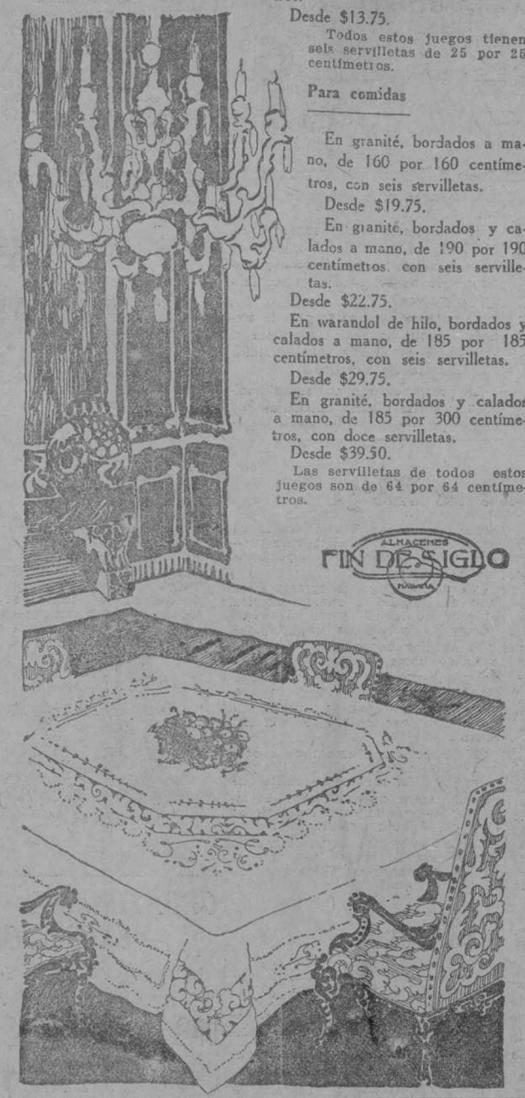 Desde $13.75.
Todos estos juegos tienen
seis servilletas de 25 por 25
centímetros.
Para comidas
En granité, bordados a ma-
no, de 160 por 160 centíme-
tros, con seis servilletas.
Desde $19.75.
En granité, bordados y ca-
lados a mano, de 190 por 190
centímetros con seis serville-
tas.
Desde $22.75.
En warandol de hilo, bordados y
calados a mano, de 185 por 185
centímetros, con seis servilletas.
Desde $29.75.
En granité, bordados y calados
a mano, de 185 por 300 centíme-
tros, con doce servilletas.
Desde $39.50.
Las servilletas de todos estos
juegos son de 64 por 64 centíme-
tros.
ALMACENES
FIN DE SIGLO
HABANA